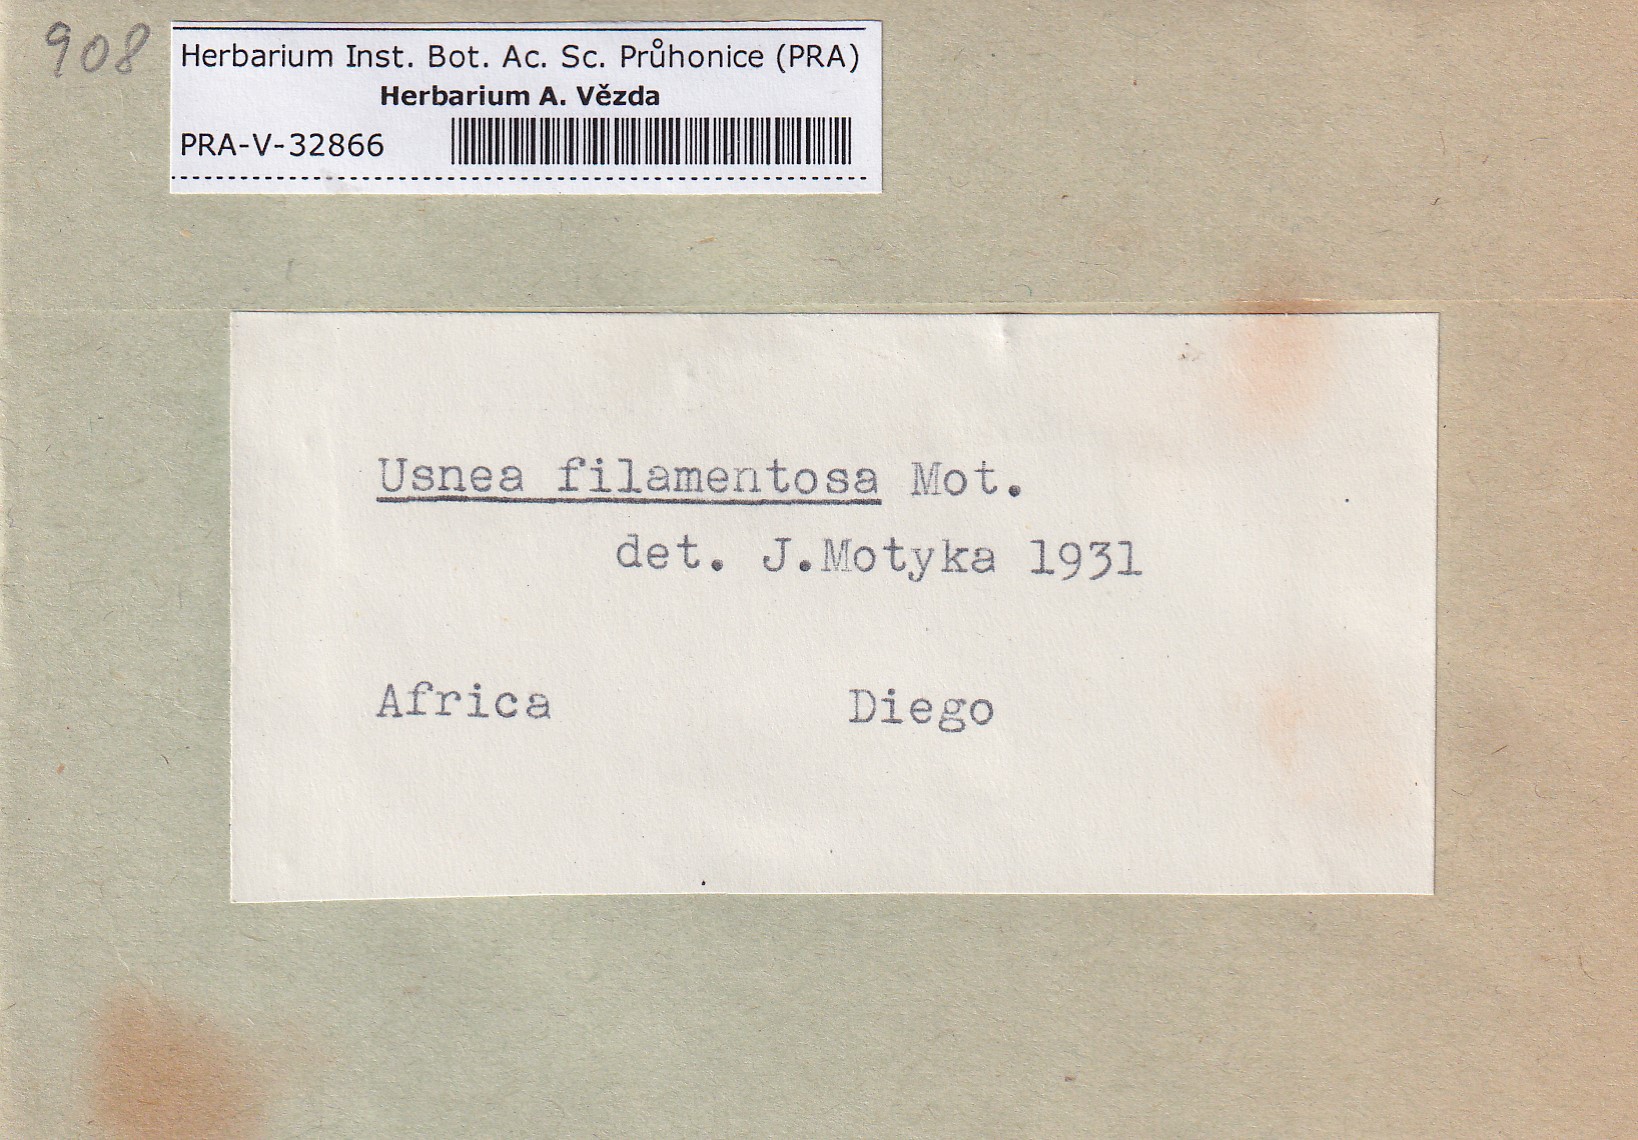 908
Herbarium Inst. Bot. Ac. Sc. Průhonice (PRA)
Herbarium A. Vězda
PRA-V-32866
Usnea filamentosa Mot.
det. J.Motyka 1931
Africa Diego